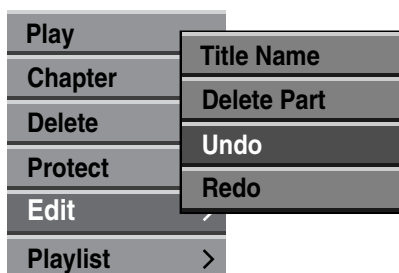 Play
Chapter
Delete
Protect
Edit
Playlist >
Title Name
Delete Part
Undo
Redo